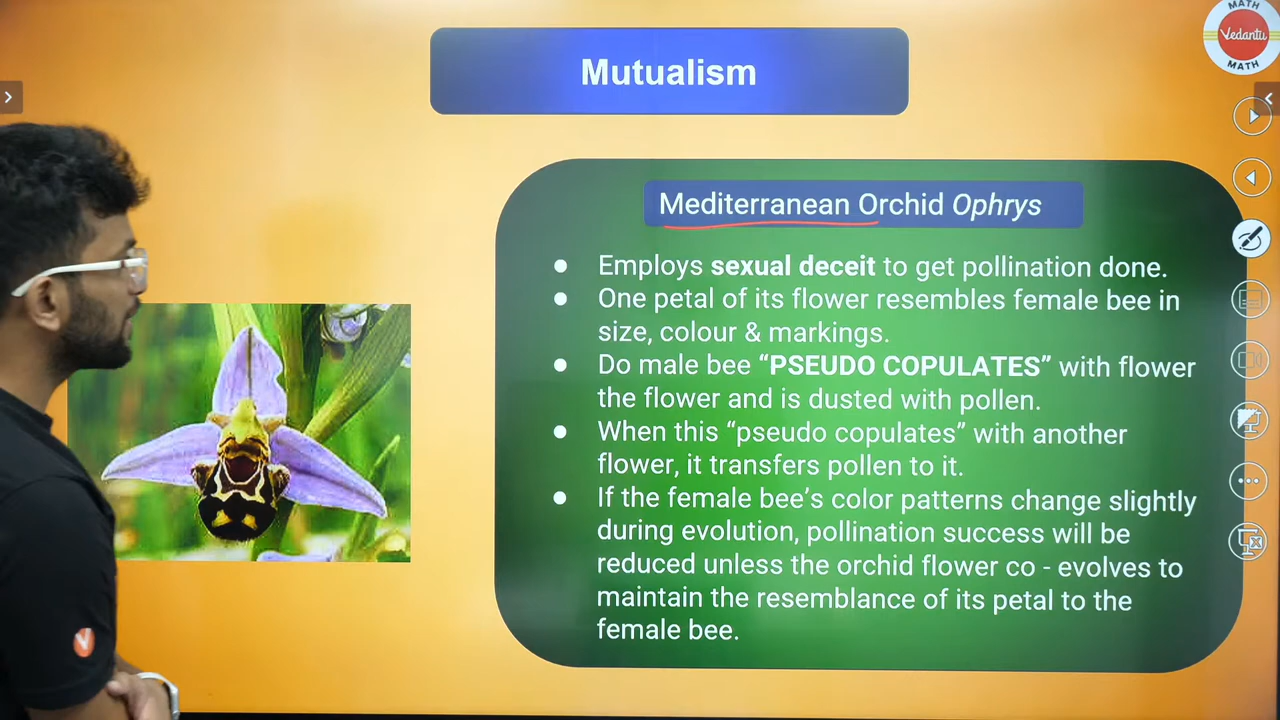 MATH
Vedantu
MATH
Mutualism
Mediterranean Orchid Ophrys
● Employs sexual deceit to get pollination done.
● One petal of its flower resembles female bee in
size, colour & markings.
● Do male bee “PSEUDO COPULATES” with flower
the flower and is dusted with pollen.
● When this “pseudo copulates” with another
flower, it transfers pollen to it.
● If the female bee’s color patterns change slightly
during evolution, pollination success will be
reduced unless the orchid flower co - evolves to
maintain the resemblance of its petal to the
female bee.
V